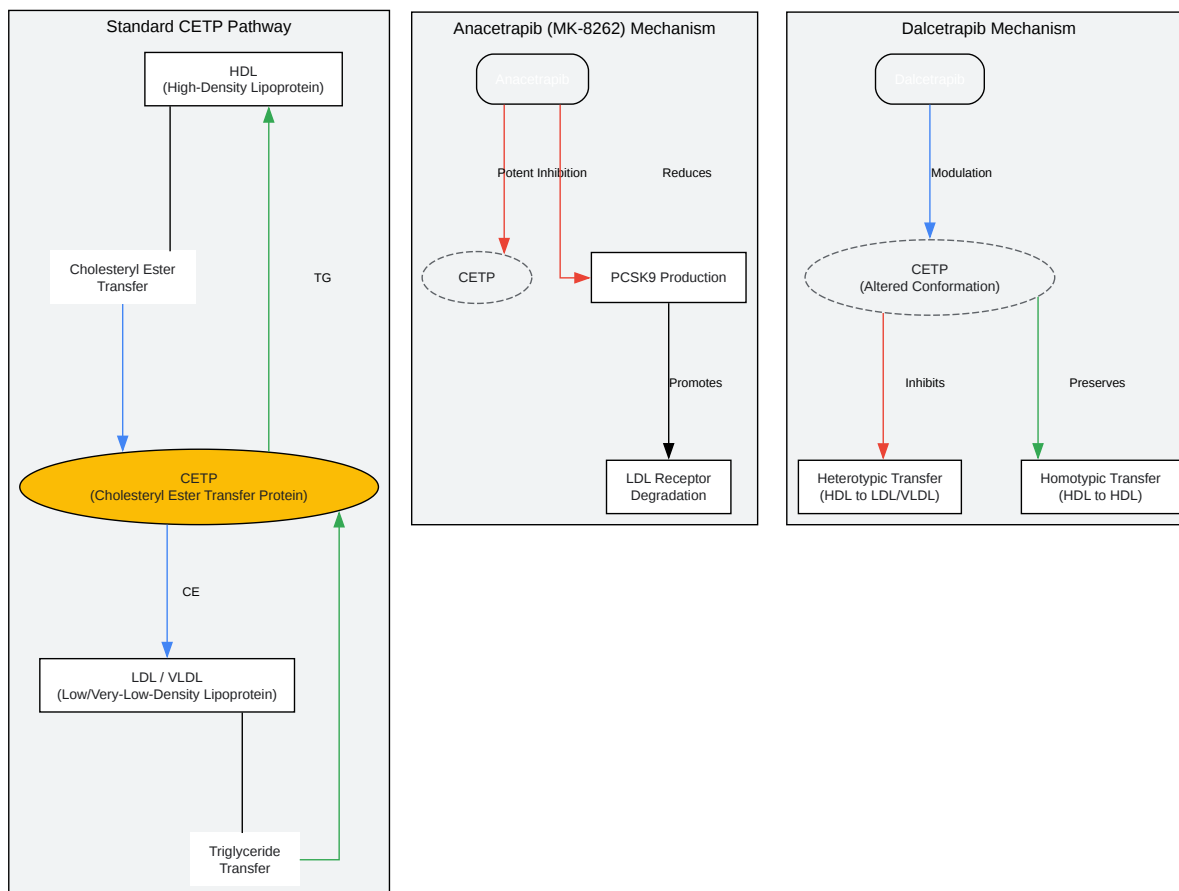 Standard CETP Pathway
HDL
(High-Density Lipoprotein)
Cholesteryl Ester
Transfer
TG
CETP
(Cholesteryl Ester Transfer Protein)
CE
LDL / VLDL
(Low/Very-Low-Density Lipoprotein)
Triglyceride
Transfer
Anacetrapib (MK-8262) Mechanism
Anacetrapib
Potent Inhibition
Reduces
CETP
PCSK9 Production
Promotes
LDL Receptor
Degradation
Dalcetrapib Mechanism
Dalcetrapib
Modulation
CETP
(Altered Conformation)
Inhibits
Preserves
Heterotypic Transfer
(HDL to LDL/VLDL)
Homotypic Transfer
(HDL to HDL)